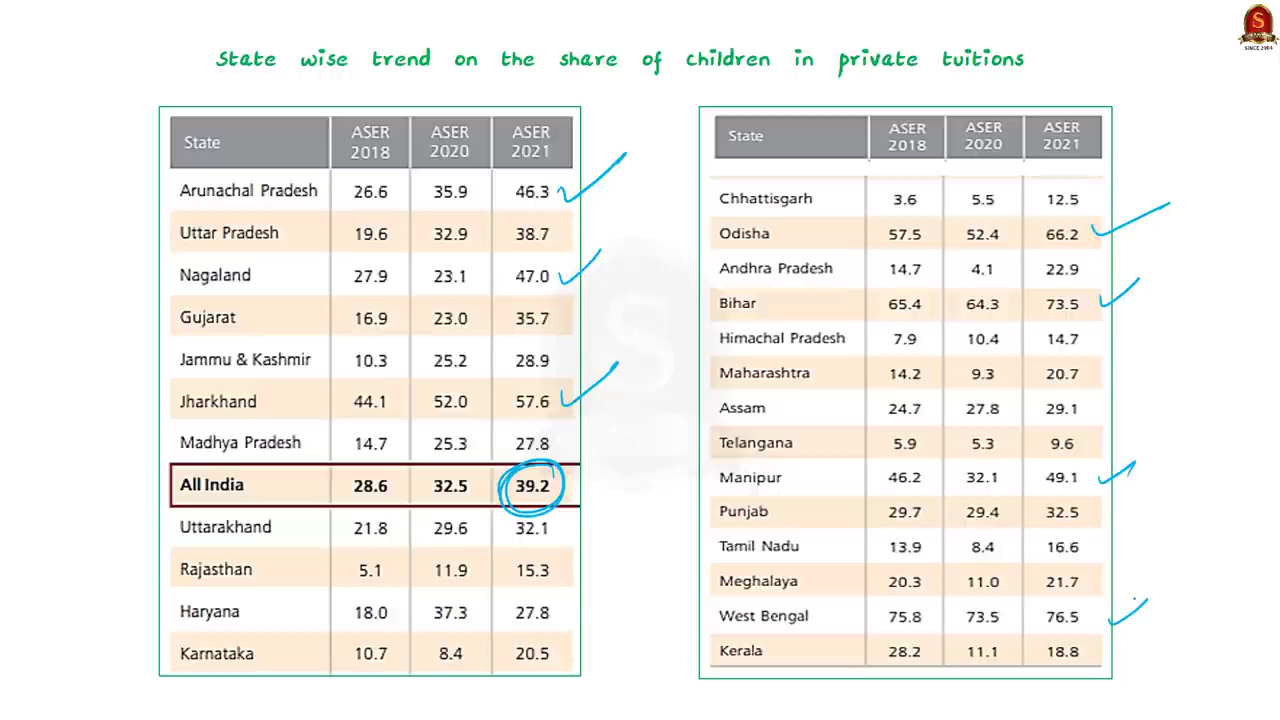 State wise trend on the share of children in private tuitions
S
SINCE 2004
State ASER 2018 ASER 2020 ASER 2021
Arunachal Pradesh 26.6 35.9 46.3
Uttar Pradesh 19.6 32.9 38.7
Nagaland 27.9 23.1 47.0
Gujarat 16.9 23.0 35.7
Jammu & Kashmir 10.3 25.2 28.9
Jharkhand 44.1 52.0 57.6
Madhya Pradesh 14.7 25.3 27.8
All India 28.6 32.5 39.2
Uttarakhand 21.8 29.6 32.1
Rajasthan 5.1 11.9 15.3
Haryana 18.0 37.3 27.8
Karnataka 10.7 8.4 20.5
State ASER 2018 ASER 2020 ASER 2021
Chhattisgarh 3.6 5.5 12.5
Odisha 57.5 52.4 66.2
Andhra Pradesh 14.7 4.1 22.9
Bihar 65.4 64.3 73.5
Himachal Pradesh 7.9 10.4 14.7
Maharashtra 14.2 9.3 20.7
Assam 24.7 27.8 29.1
Telangana 5.9 5.3 9.6
Manipur 46.2 32.1 49.1
Punjab 29.7 29.4 32.5
Tamil Nadu 13.9 8.4 16.6
Meghalaya 20.3 11.0 21.7
West Bengal 75.8 73.5 76.5
Kerala 28.2 11.1 18.8